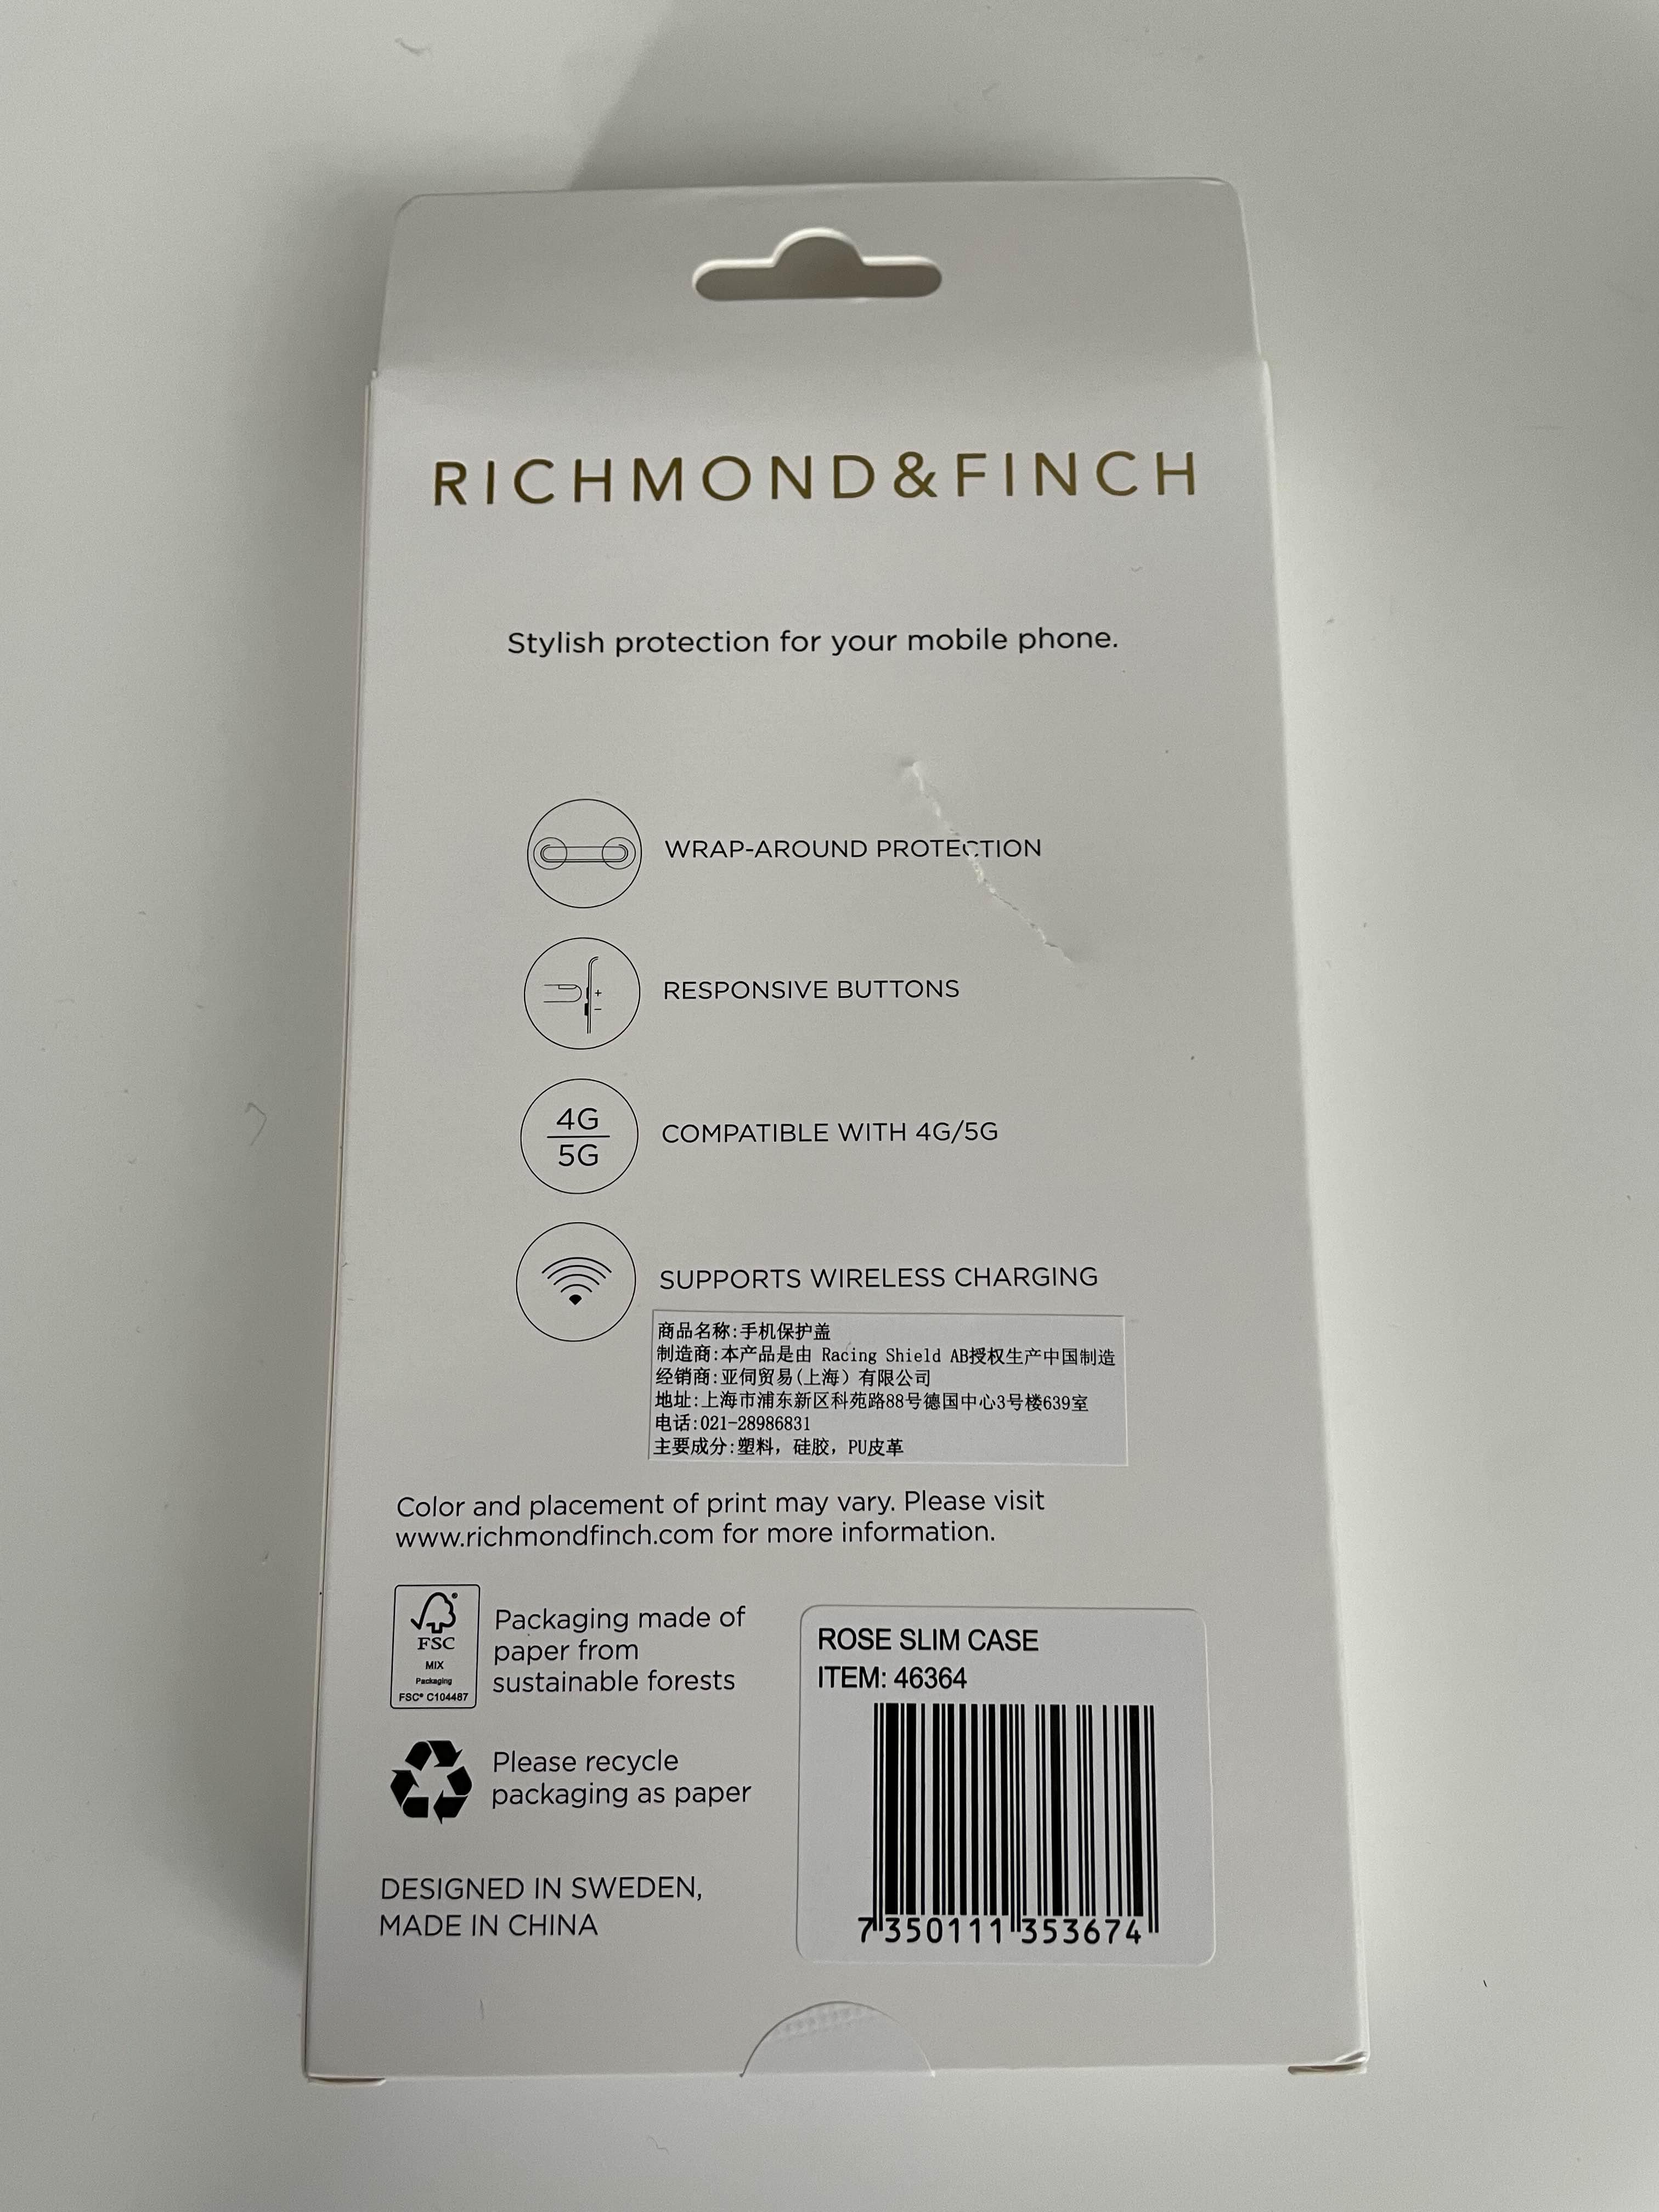 RICHMOND&FINCH
Stylish protection for your mobile phone.
WRAP-AROUND PROTECTION
+
−
RESPONSIVE BUTTONS
4G
5G
COMPATIBLE WITH 4G/5G
SUPPORTS WIRELESS CHARGING
商品名称:手机保护盖
制造商:本产品是由 Racing Shield AB授权生产中国制造
经销商:亚伺贸易(上海)有限公司
地址:上海市浦东新区科苑路88号德国中心3号楼639室
电话:021-28986831
主要成分:塑料, 硅胶, PU皮革
Color and placement of print may vary. Please visit
www.richmondfinch.com for more information.
FSC
MIX
Packaging
FSC® C104487
Packaging made of
paper from
sustainable forests
Please recycle
packaging as paper
DESIGNED IN SWEDEN,
MADE IN CHINA
ROSE SLIM CASE
ITEM: 46364
7 350111 353674